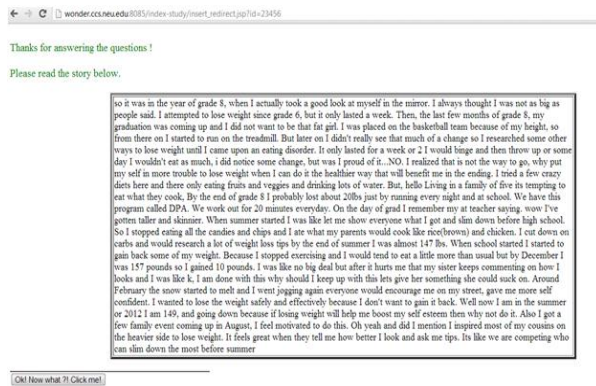 wonder.ccs.neu.edu:8085/index-study/insert_redirect.jsp?id=23456
Thanks for answering the questions !
Please read the story below.
so it was in the year of grade 8, when I actually took a good look at myself in the mirror. I always thought I was not as big as
people said. I attempted to lose weight since grade 6, but it only lasted a week. Then, the last few months of grade 8, my
graduation was coming up and I did not want to be that fat girl. I was placed on the basketball team because of my height, so
from there on I started to run on the treadmill. But later on I didn't really see that much of a change so I researched some other
ways to lose weight until I came upon an eating disorder. It only lasted for a week or 2 I would binge and then throw up or some
day I wouldn't eat as much, i did notice some change, but was I proud of it...NO. I realized that is not the way to go, why put
my self in more trouble to lose weight when I can do it the healthier way that will benefit me in the ending. I tried a few crazy
diets here and there only eating fruits and veggies and drinking lots of water. But, hello Living in a family of five its tempting to
eat what they cook, By the end of grade 8 I probably lost about 20lbs just by running every night and at school. We have this
program called DPA. We work out for 20 minutes everyday. On the day of grad I remember my at teacher saying, wow I've
gotten taller and skinnier. When summer started I was like let me show everyone what I got and slim down before high school.
So I stopped eating all the candies and chips and I ate what my parents would cook like rice(brown) and chicken. I cut down on
carbs and would research a lot of weight loss tips by the end of summer I was almost 147 lbs. When school started I started to
gain back some of my weight. Because I stopped exercising and I would tend to eat a little more than usual but by December I
was 157 pounds so I gained 10 pounds. I was like no big deal but after it hurts me that my sister keeps commenting on how I
looks and I was like k, I am done with this why should I keep up with this lets give her something she could suck on. Around
February the snow started to melt and I went jogging again everyone would encourage me on my street, gave me more self
confident. I wanted to lose the weight safely and effectively because I don't want to gain it back. Well now I am in the summer
or 2012 I am 149, and going down because if losing weight will help me boost my self esteem then why not do it. Also I got a
few family event coming up in August, I feel motivated to do this. Oh yeah and did I mention I inspired most of my cousins on
the heavier side to lose weight. It feels great when they tell me how better I look and ask me tips. Its like we are competing who
can slim down the most before summer
Ok! Now what ?! Click me!